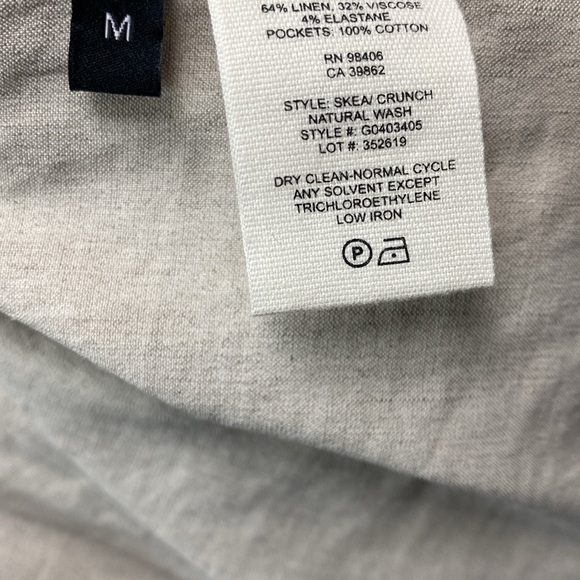 M
64% LINEN, 32% VISCOSE
4% ELASTANE
POCKETS: 100% COTTON
RN 98406
CA 39862
STYLE: SKEA/ CRUNCH
NATURAL WASH
STYLE #: G0403405
LOT #: 352619
DRY CLEAN-NORMAL CYCLE
ANY SOLVENT EXCEPT
TRICHLOROETHYLENE
LOW IRON
P